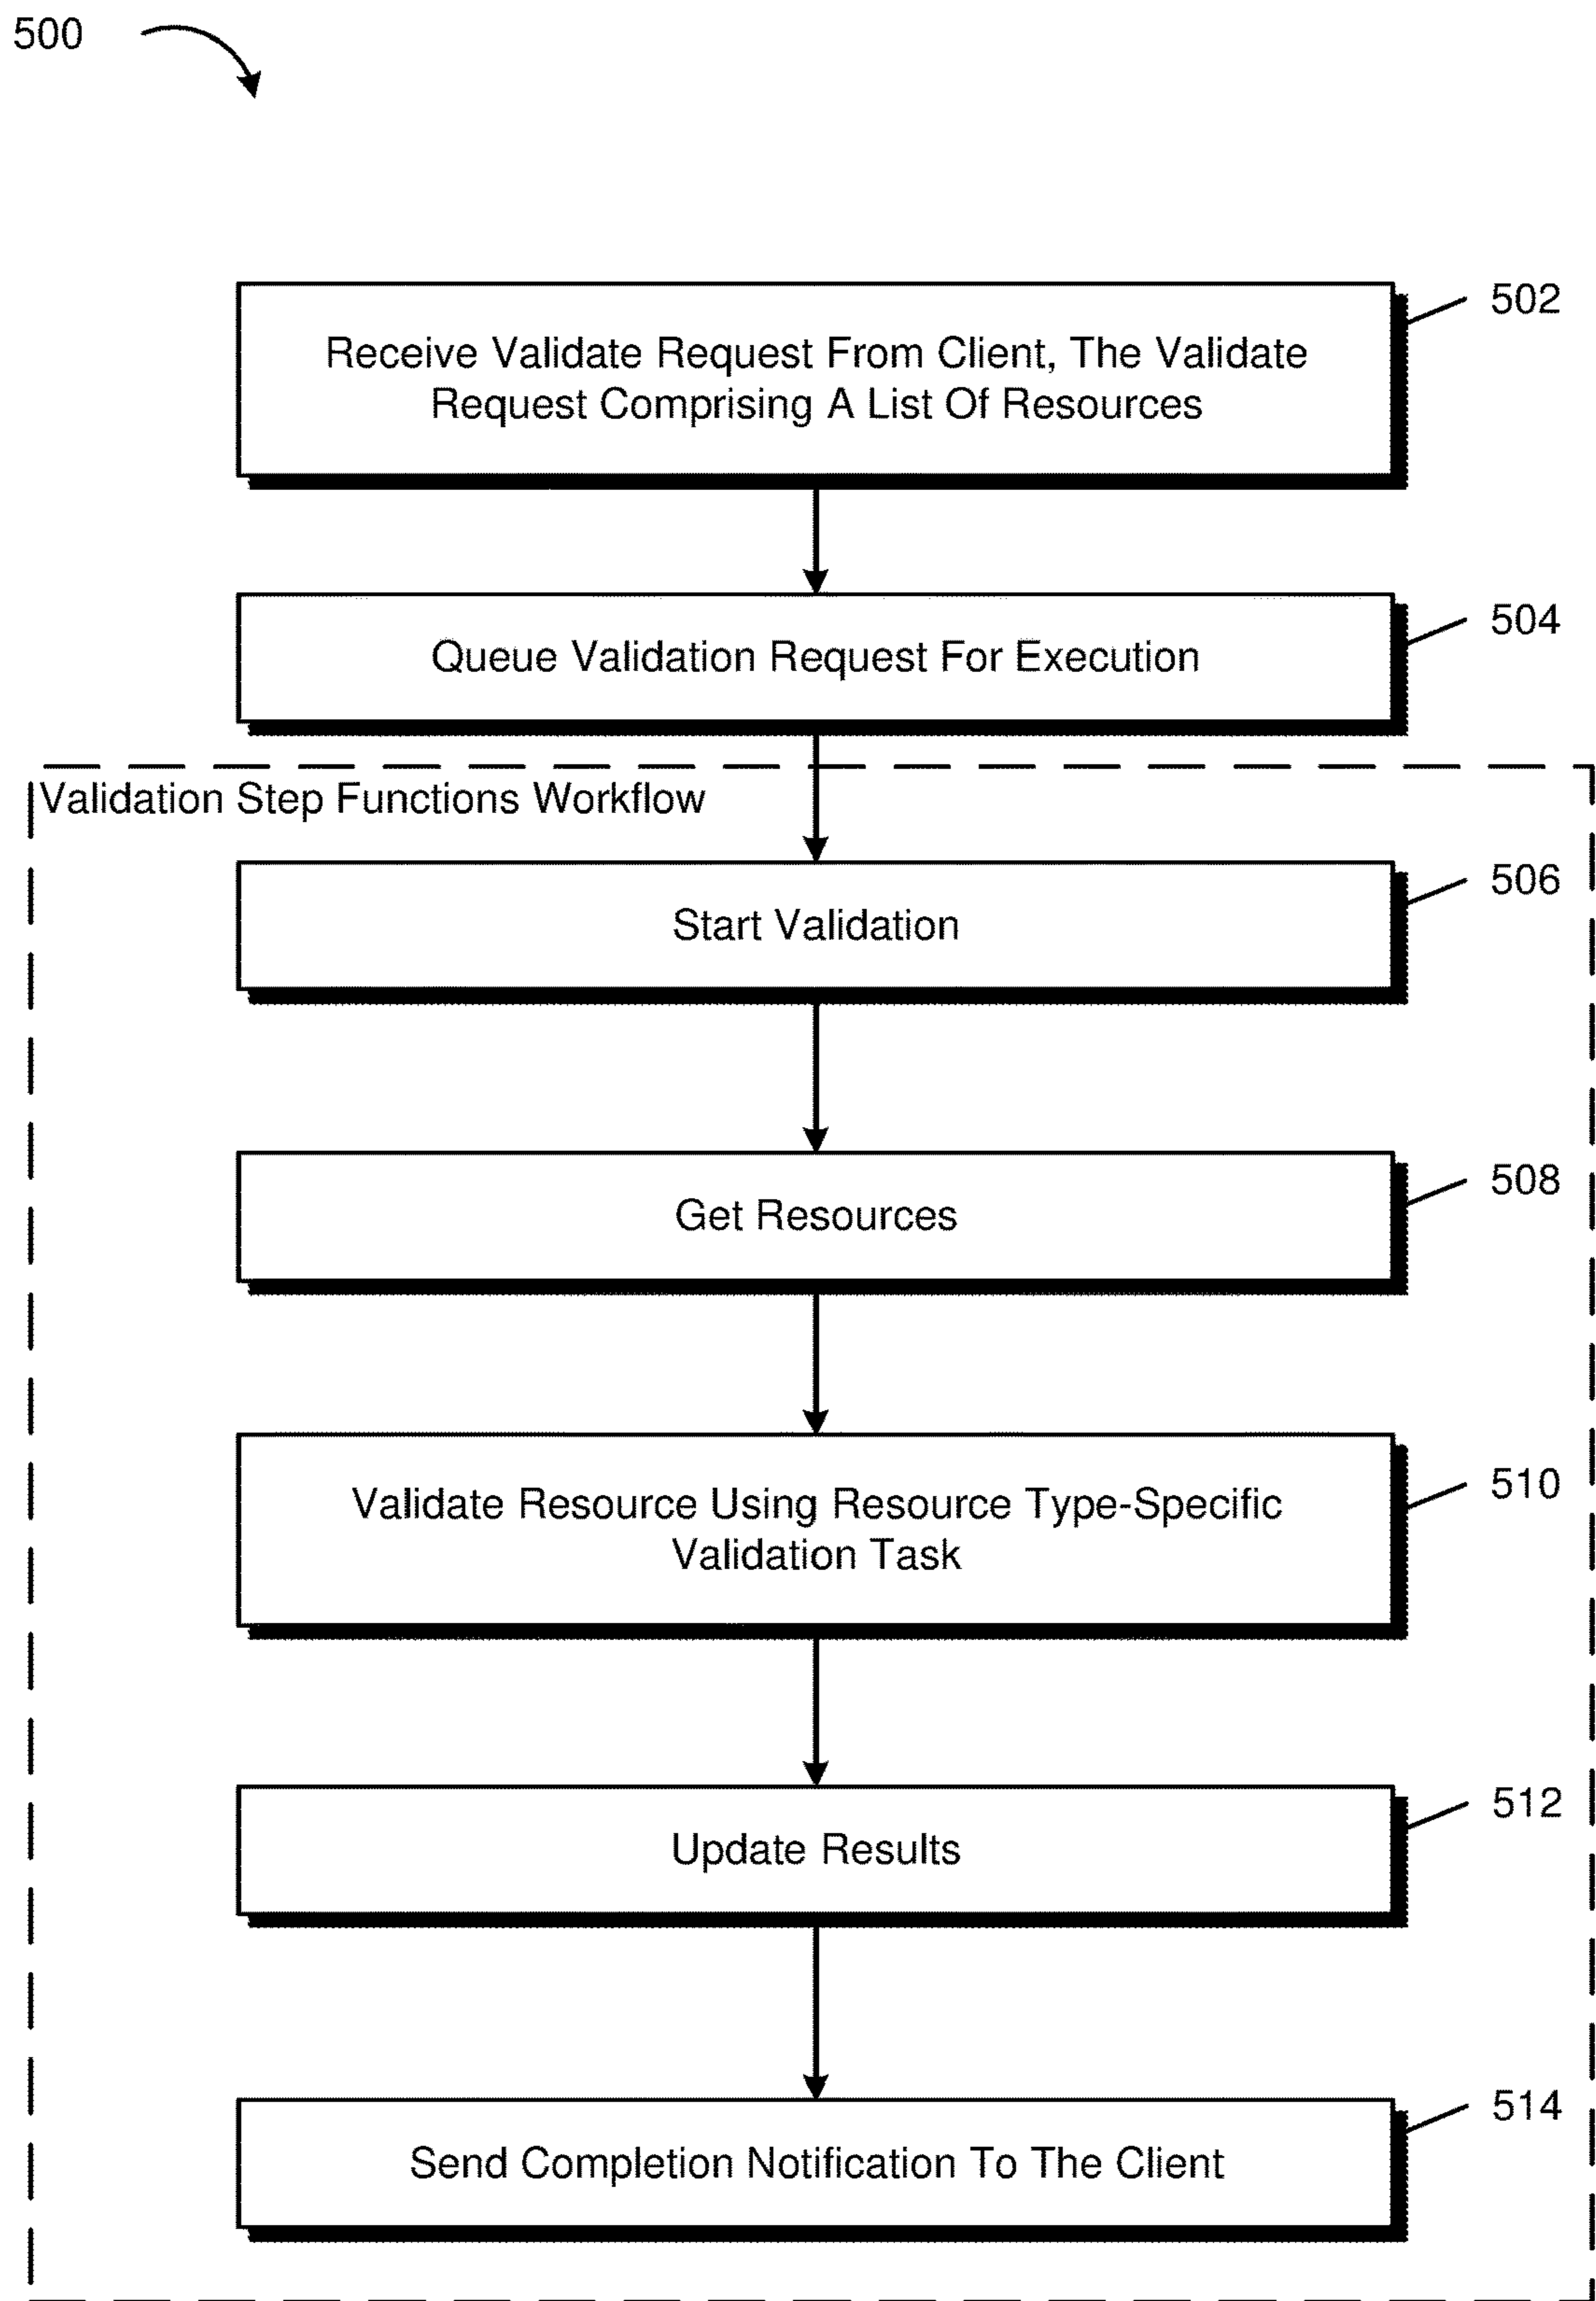 500
Receive Validate Request From Client, The Validate
Request Comprising A List Of Resources
502
Queue Validation Request For Execution
504
Validation Step Functions Workflow
Start Validation
506
Get Resources
508
Validate Resource Using Resource Type-Specific
Validation Task
510
Update Results
512
Send Completion Notification To The Client
514